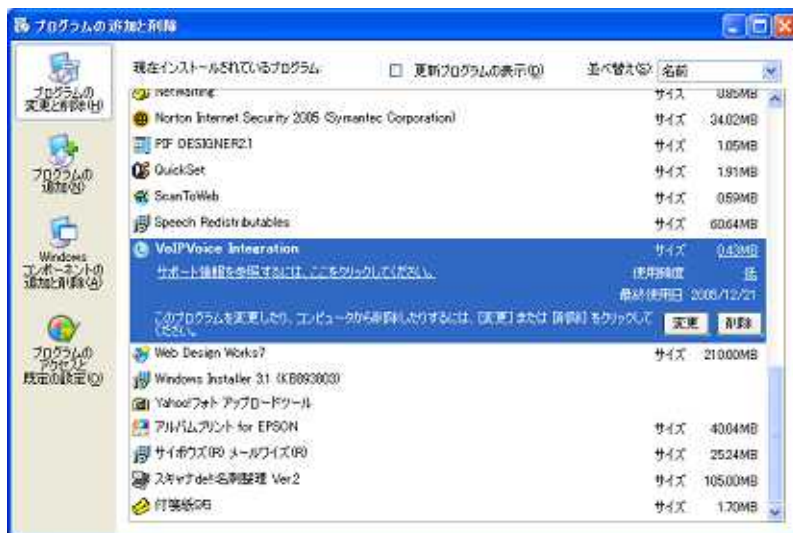 プログラムの追加と削除
プログラムの
変更と削除(H)
プログラムの
追加(N)
Windows
コンポーネントの
追加と削除(A)
プログラムの
アクセスと
既定の設定(O)
現在インストールされているプログラム:
更新プログラムの表示(D)
並べ替え(S): 名前
NetWaiting サイズ 0.85MB
Norton Internet Security 2005 (Symantec Corporation) サイズ 34.02MB
PIF DESIGNER2.1 サイズ 1.05MB
QuickSet サイズ 1.91MB
ScanToWeb サイズ 0.59MB
Speech Redistributables サイズ 60.64MB
VoIPVoice Integration サイズ 0.43MB
サポート情報を参照するには、ここをクリックしてください。 使用頻度 低
最終使用日 2005/12/21
このプログラムを変更したり、コンピュータから削除したりするには、[変更] または [削除] をクリックして
ください。
変更 削除
Web Design Works7 サイズ 210.00MB
Windows Installer 3.1 (KB893803)
Yahoo!フォト アップロードツール
アルバムプリント for EPSON サイズ 40.64MB
サイボウズ(R) メールワイズ(R) サイズ 25.24MB
スキャナde!名刺整理 Ver.2 サイズ 105.00MB
付箋紙95 サイズ 1.70MB